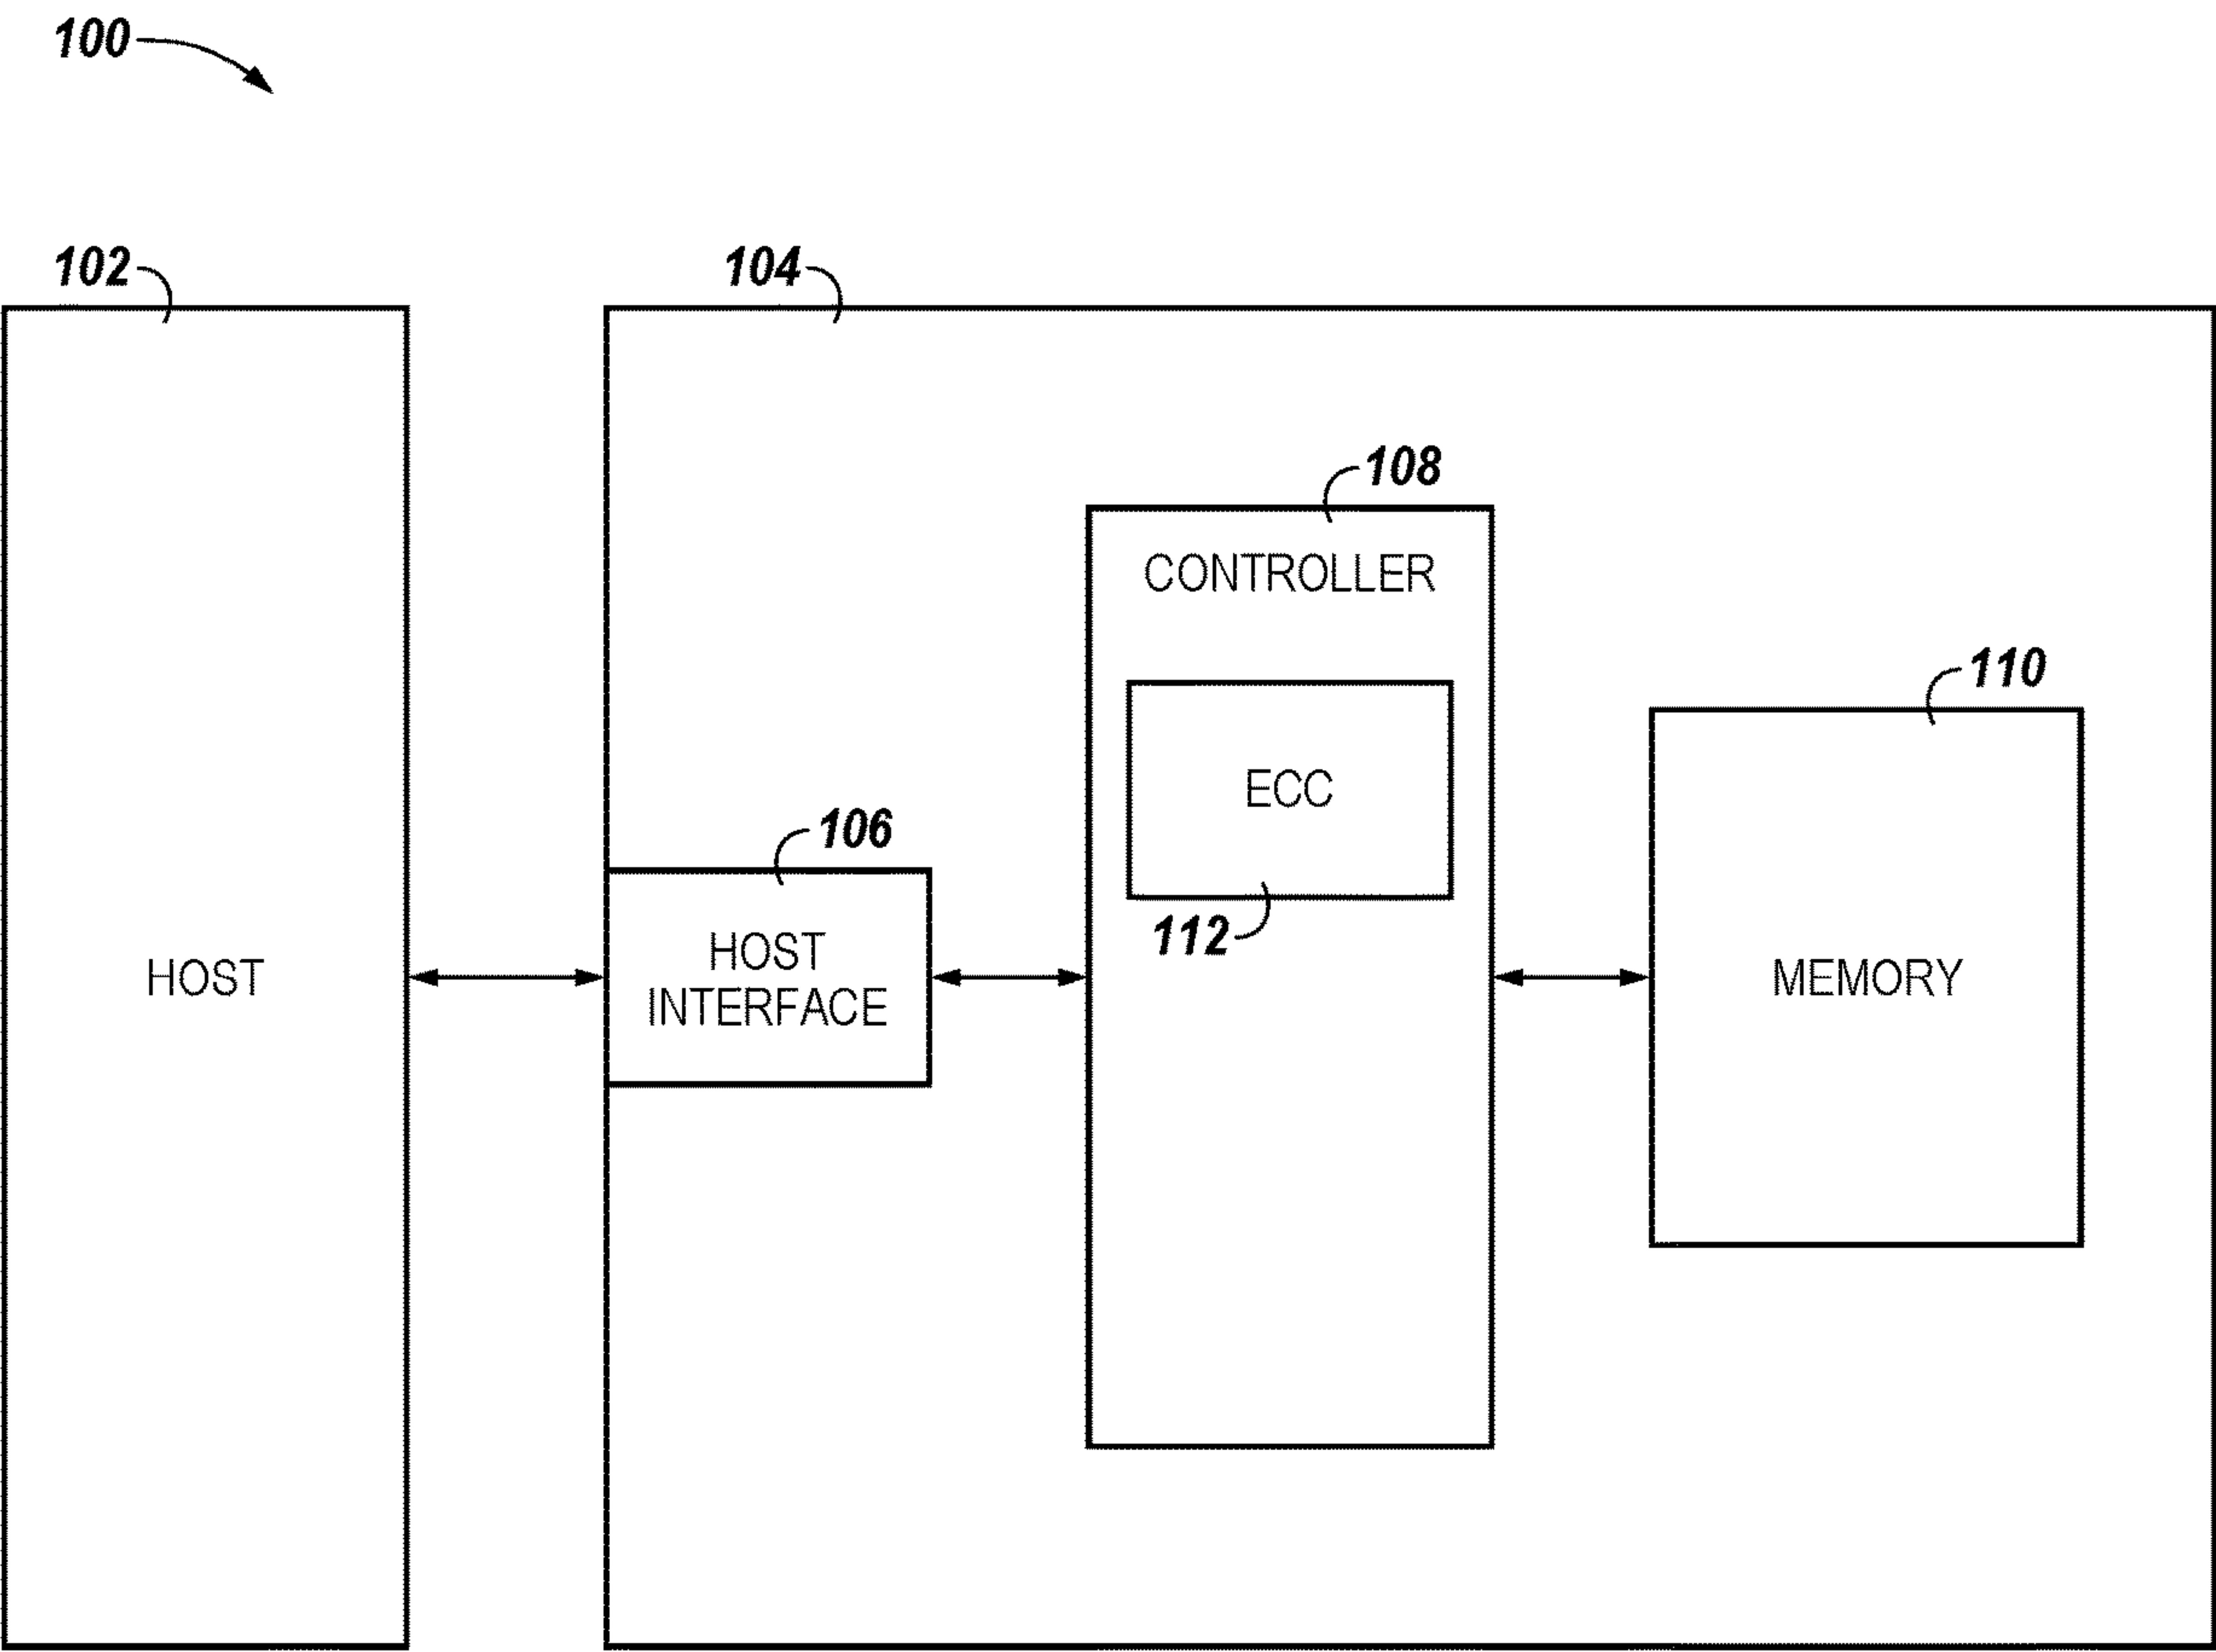 100
102
104
108
CONTROLLER
110
ECC
106
112
HOST
HOST
INTERFACE
MEMORY